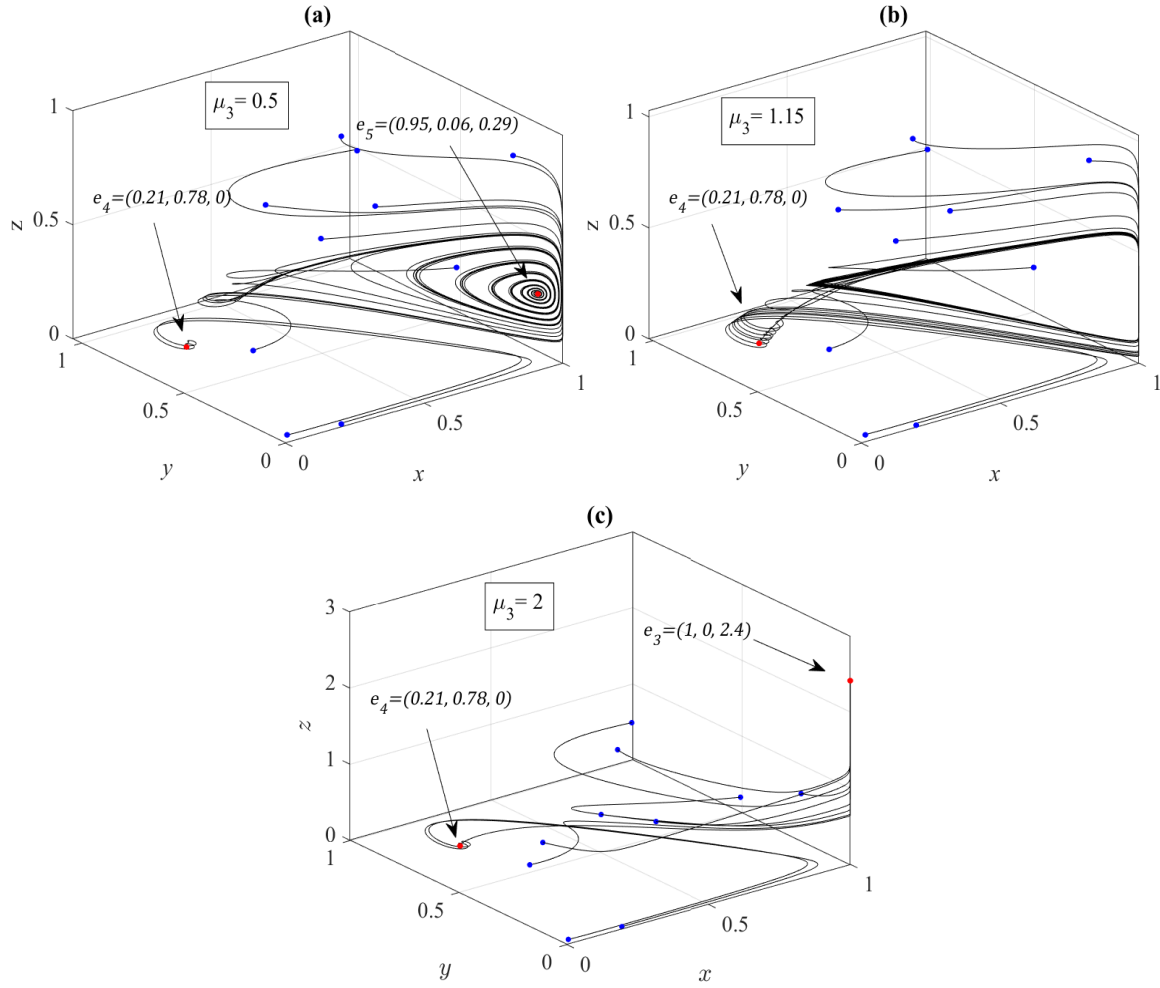 (a)
μ3= 0.5
e5=(0.95, 0.06, 0.29)
e4=(0.21, 0.78, 0)
1
0.5
0
z
1
0.5
0
y
0
0.5
1
x
(b)
μ3= 1.15
e4=(0.21, 0.78, 0)
1
0.5
0
z
1
0.5
0
y
0
0.5
1
x
(c)
μ3= 2
e3=(1, 0, 2.4)
e4=(0.21, 0.78, 0)
3
2
1
0
z
1
0.5
0
y
0
0.5
1
x